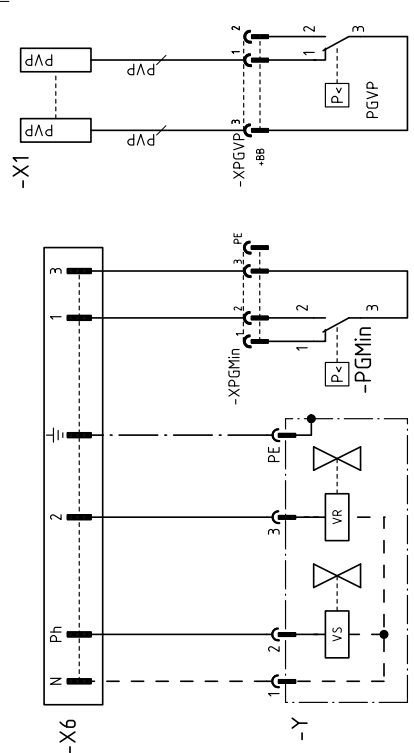 -X1
PVP
PVP
PVP
PVP
-XPGVP
+BB
3
1
2
1
2
3
P<
PGVP
-X6
N
Ph
2
1
3
-XPGMin
1
2
3
PE
1
2
3
P<
-PGMin
-Y
1
2
3
PE
VS
VR